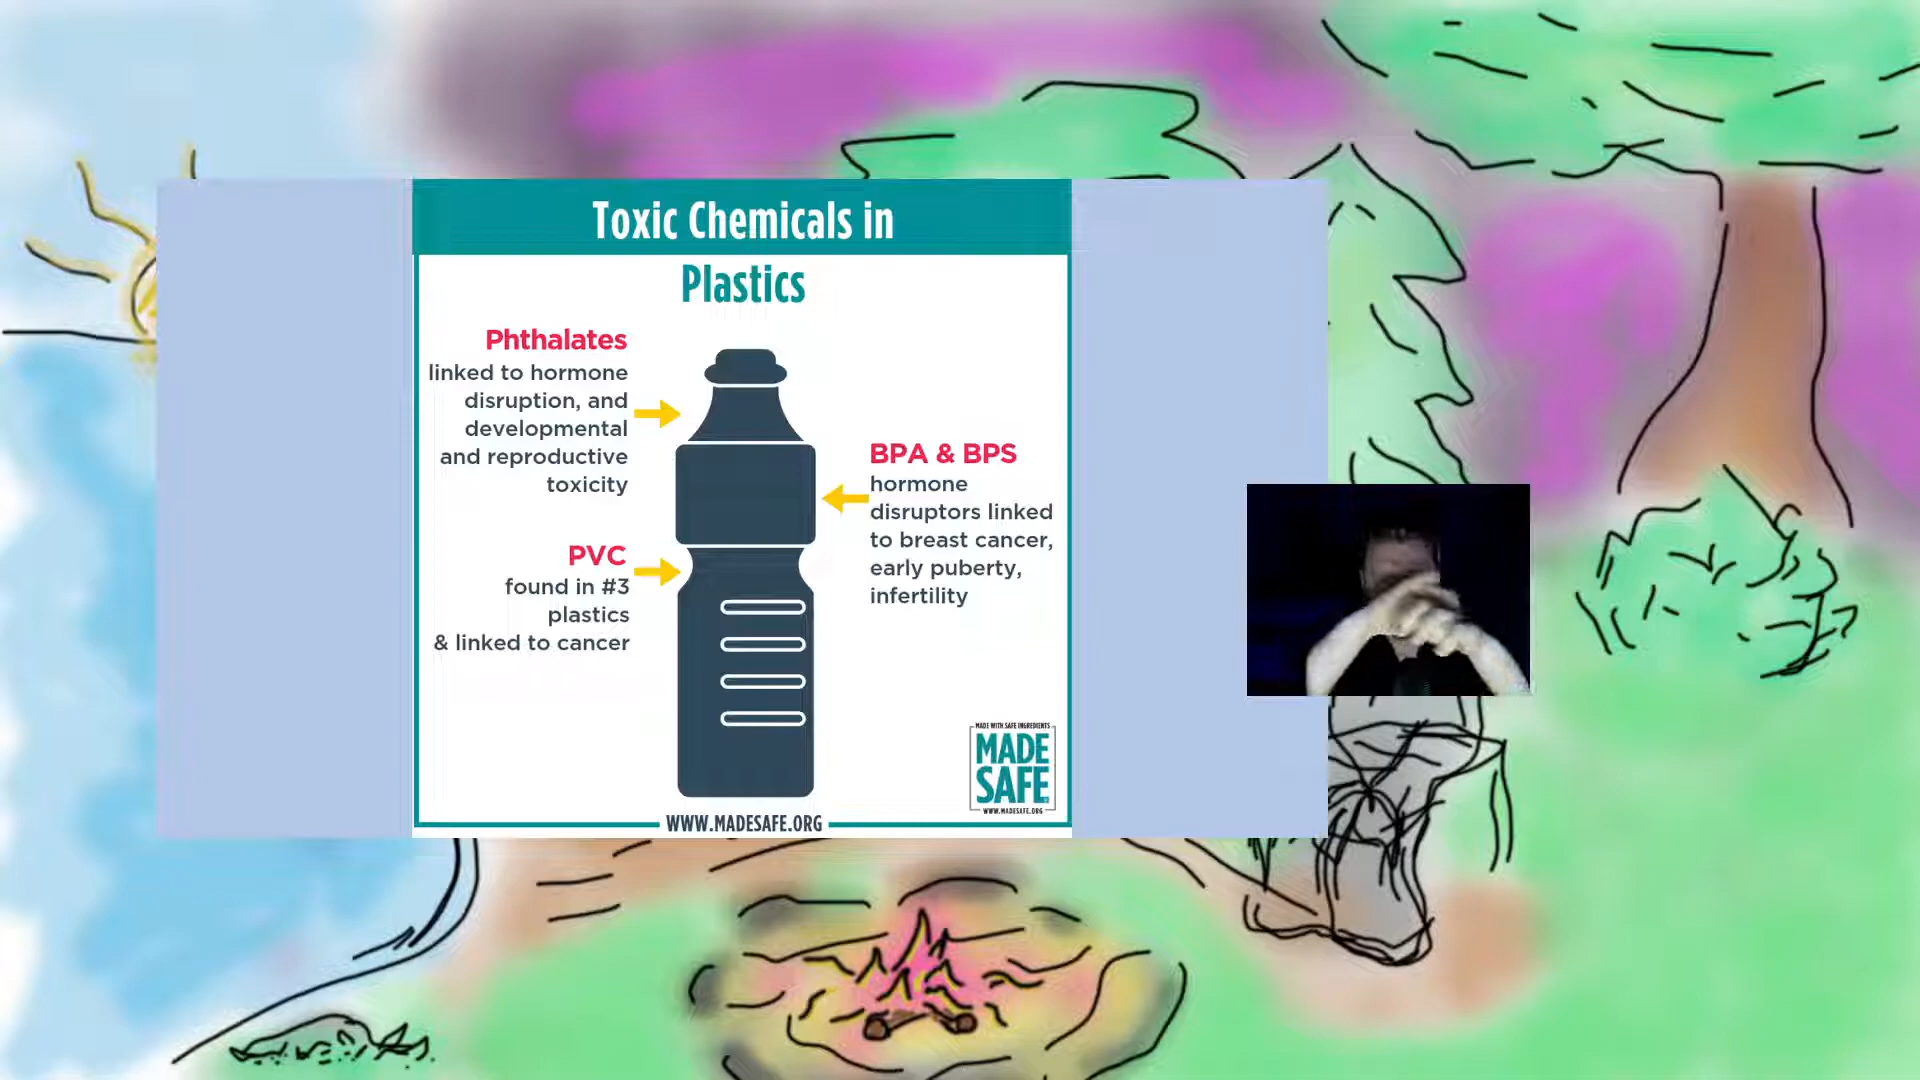 Toxic Chemicals in
Plastics
Phthalates
linked to hormone
disruption, and
developmental
and reproductive
toxicity
PVC
found in #3
plastics
& linked to cancer
BPA & BPS
hormone
disruptors linked
to breast cancer,
early puberty,
infertility
MADE WITH SAFE INGREDIENTS
MADE
SAFE
WWW.MADESAFE.ORG
WWW.MADESAFE.ORG